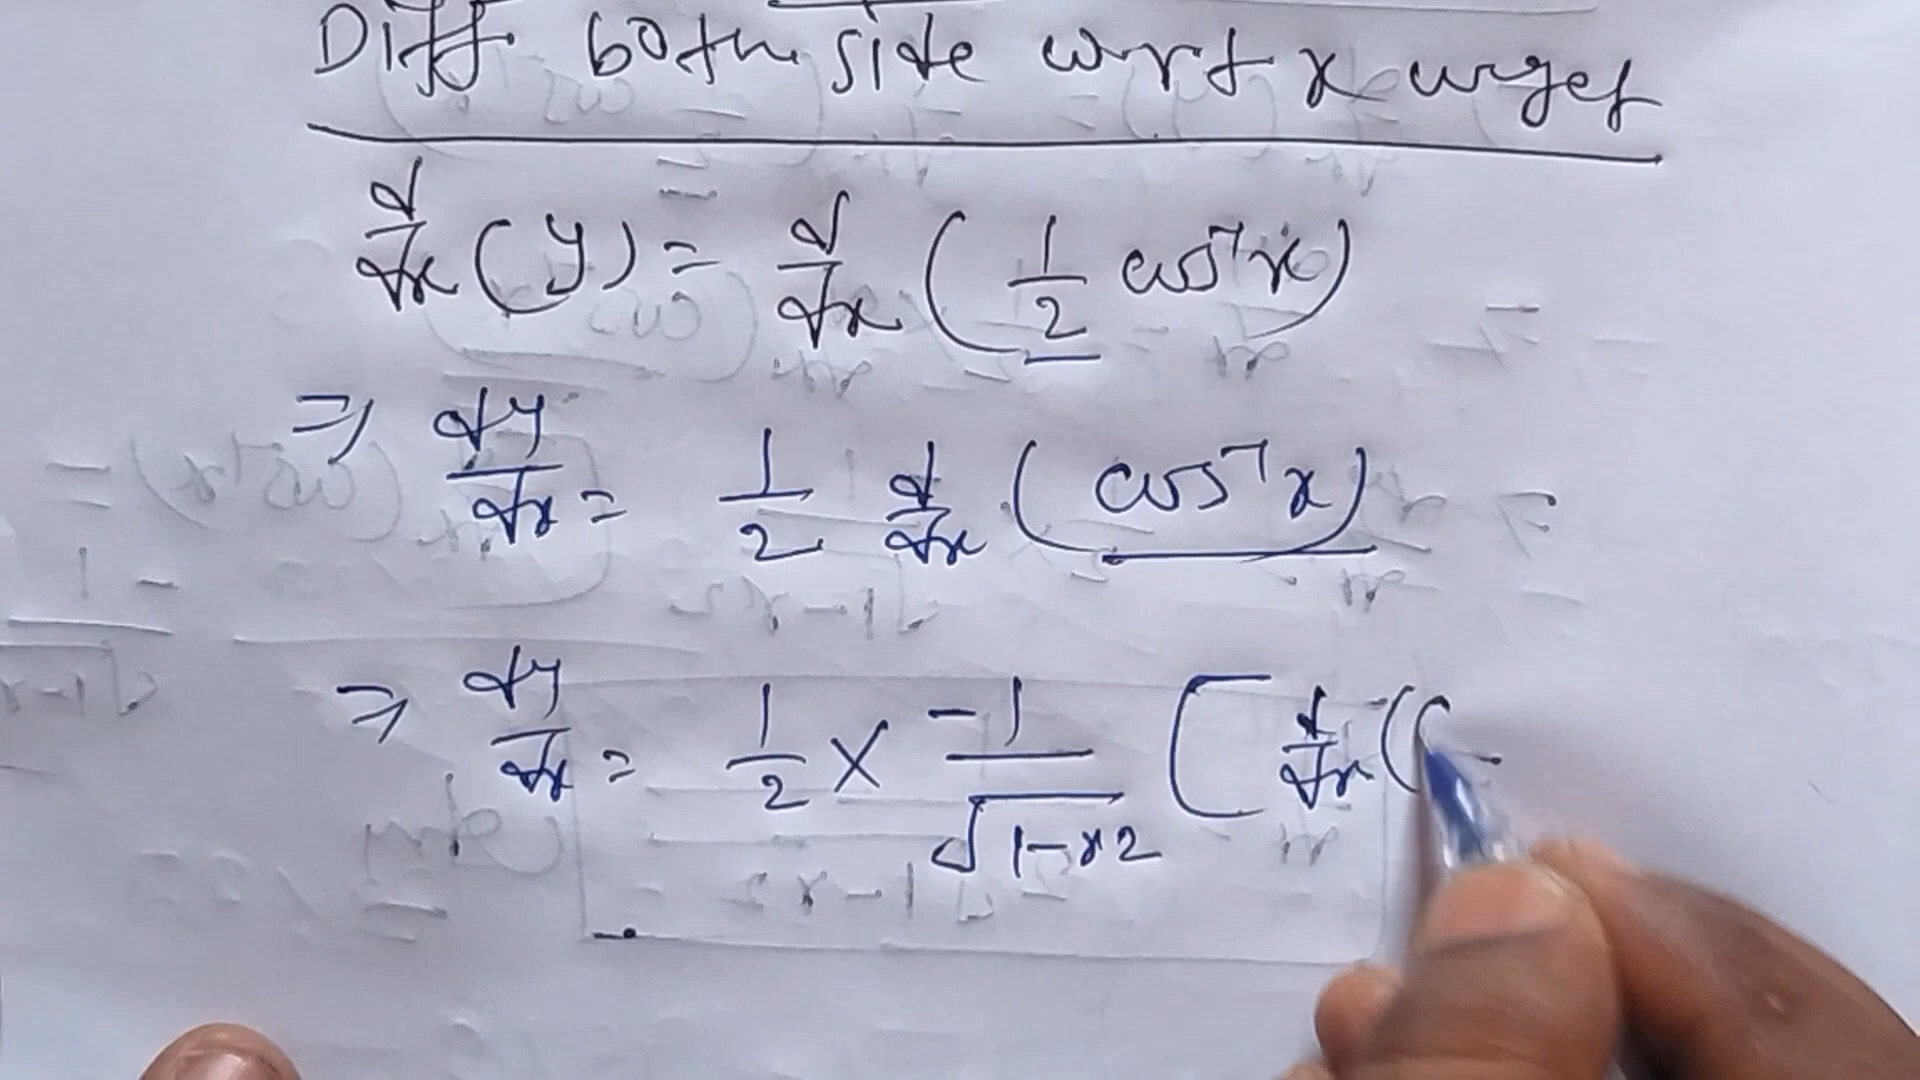 Diff both side wrt x we get
d/dx (y) = d/dx (1/2 cos⁻¹x)
⇒ dy/dx = 1/2 d/dx (cos⁻¹x)
⇒ dy/dx = 1/2 × -1/√1-x2 [d/dx (c